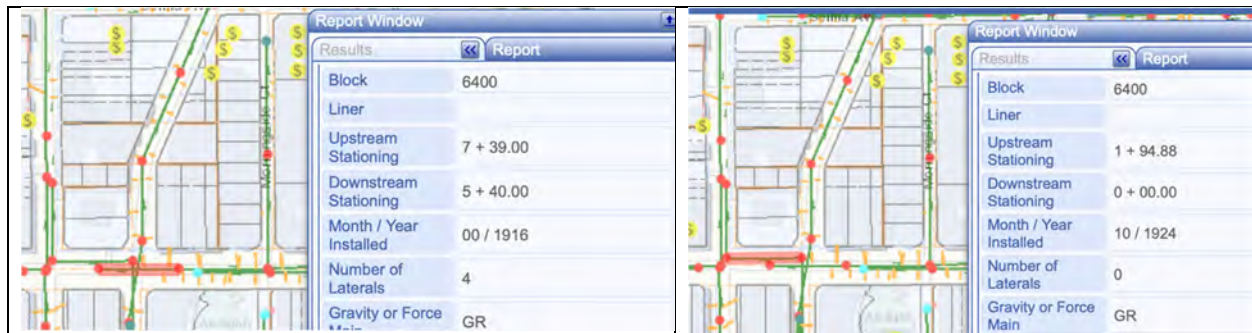 Selma Av
Report Window
Results
Report
Block 6400
Liner
Upstream Stationing 7 + 39.00
Downstream Stationing 5 + 40.00
Month / Year Installed 00 / 1916
Number of Laterals 4
Gravity or Force Main GR
$
$
$
$
$
$
$
$
Report Window
Results
Report
Block 6400
Liner
Upstream Stationing 1 + 94.88
Downstream Stationing 0 + 00.00
Month / Year Installed 10 / 1924
Number of Laterals 0
Gravity or Force Main GR
$
$
$
$
$
$
$
$